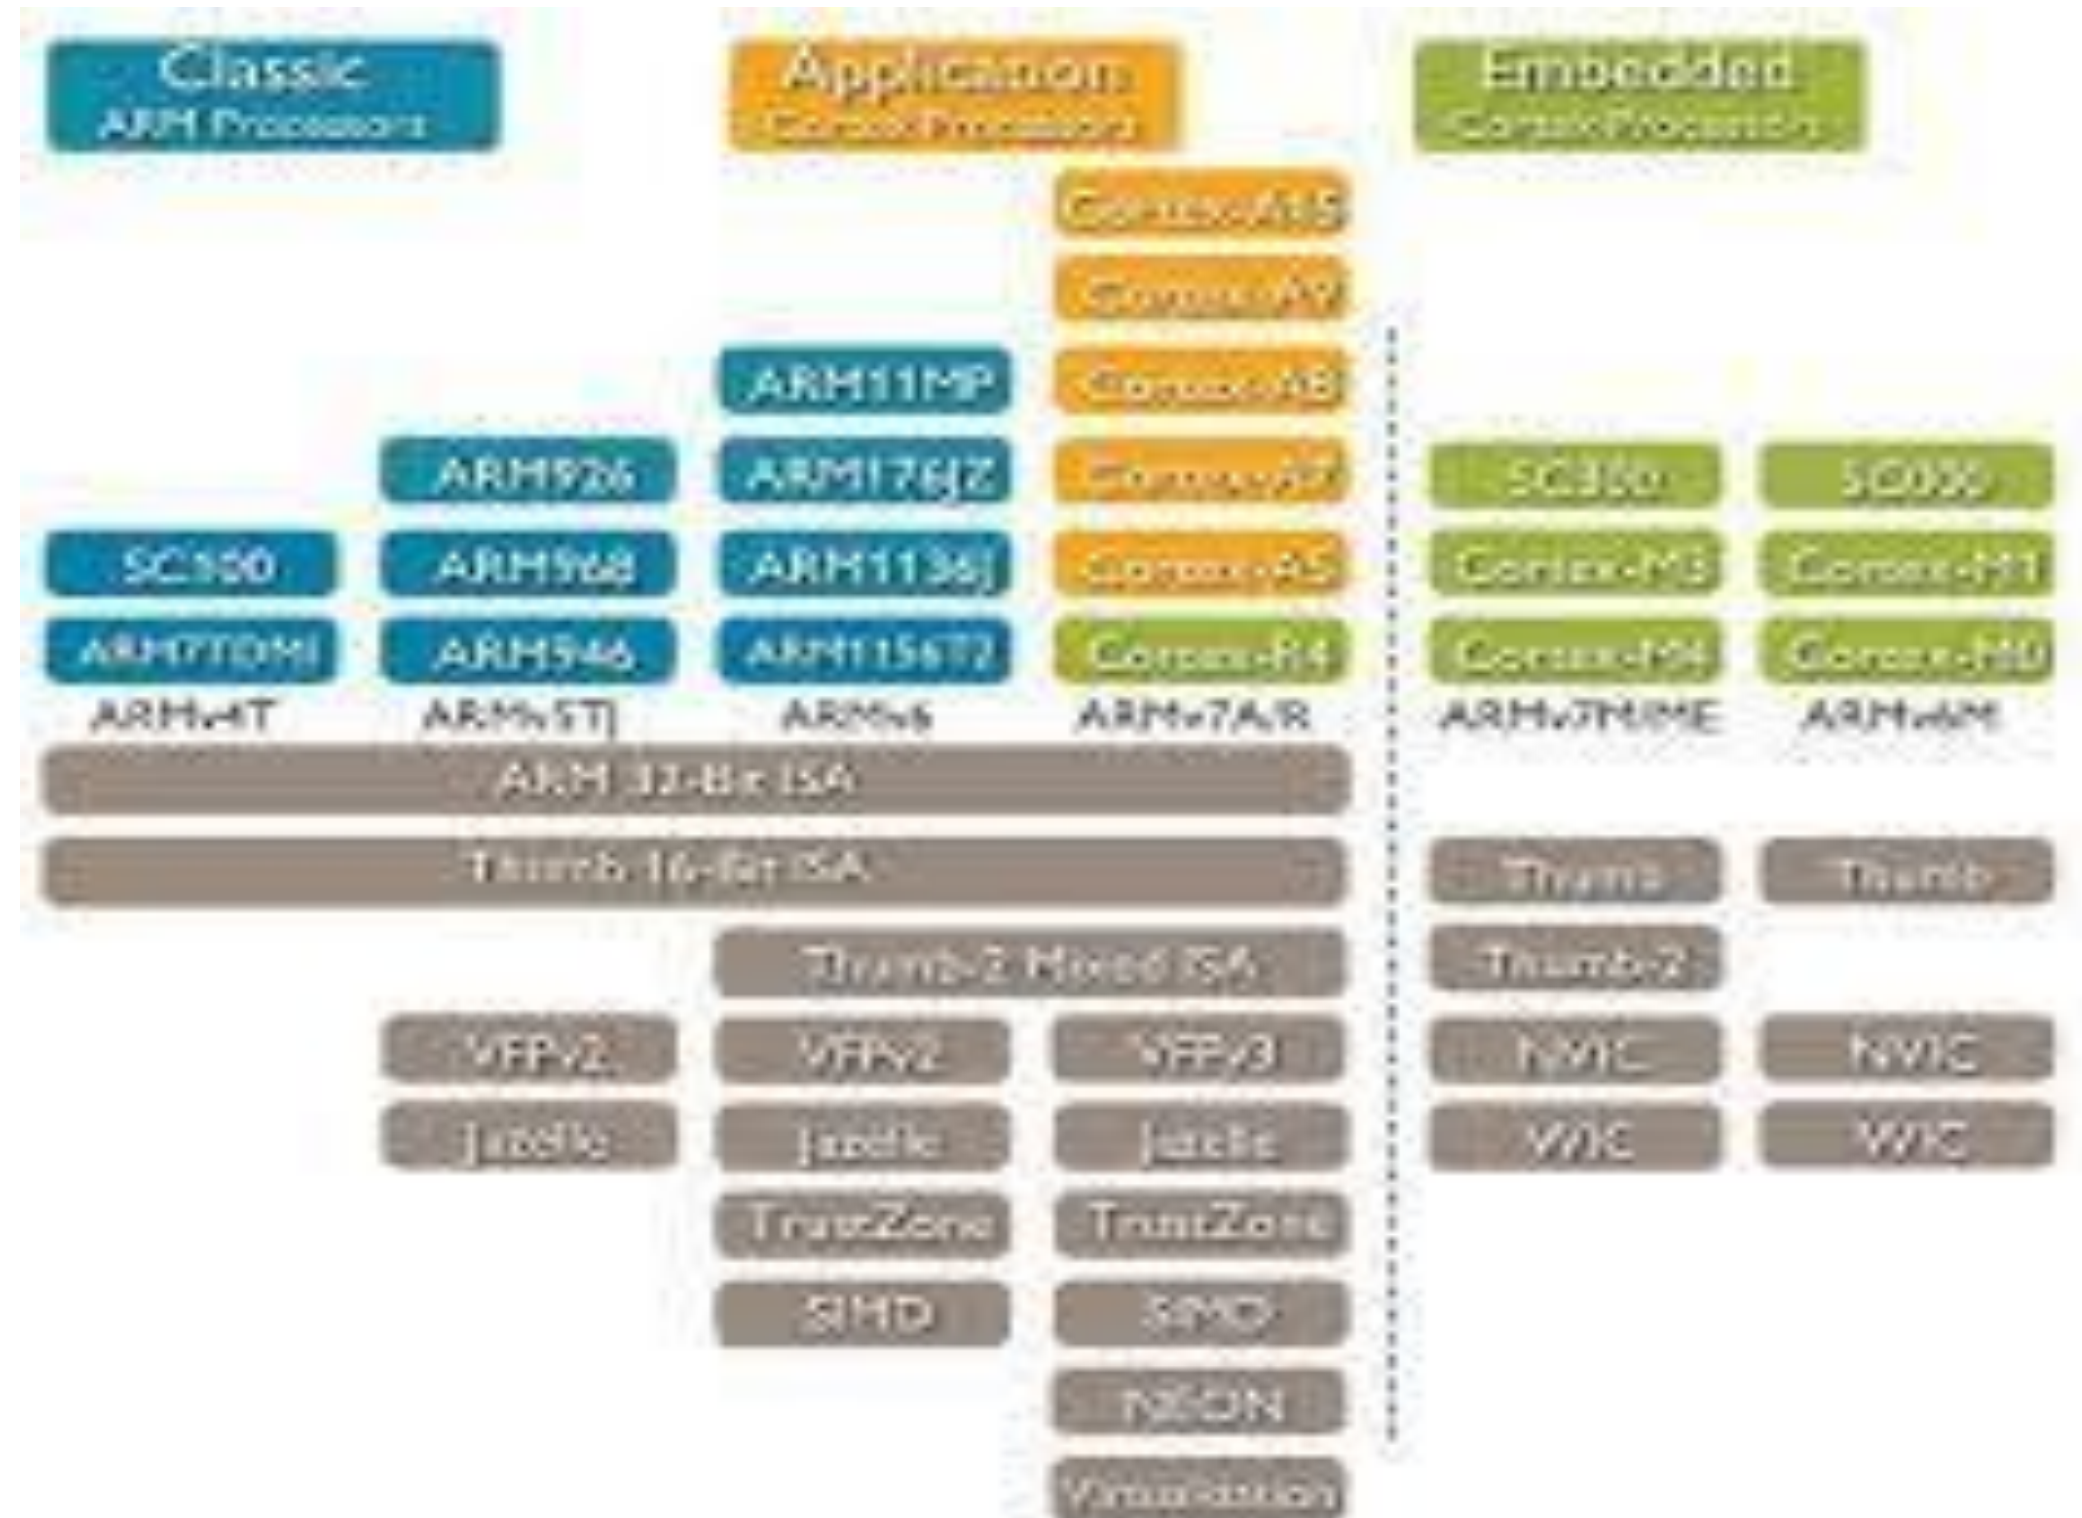 Classic
ARM Processors
Application
Cortex Processors
Embedded
Cortex Processors
Cortex-A15
Cortex-A9
ARM11MP
Cortex-A8
ARM926
ARM176JZ
Cortex-A7
SC300
SC000
SC100
ARM968
ARM1136J
Cortex-A5
Cortex-M3
Cortex-M1
ARM7TDMI
ARM946
ARM1156T2
Cortex-R4
Cortex-M4
Cortex-M0
ARMv4T
ARMv5TJ
ARMv6
ARMv7A/R
ARMv7M/ME
ARMv6M
ARM 32-Bit ISA
Thumb 16-Bit ISA
Thumb
Thumb
Thumb-2 Mixed ISA
Thumb-2
VFPv2
VFPv2
VFPv3
NVIC
NVIC
Jazelle
Jazelle
Jazelle
WIC
WIC
TrustZone
TrustZone
SIMD
SIMD
NEON
Virtualization